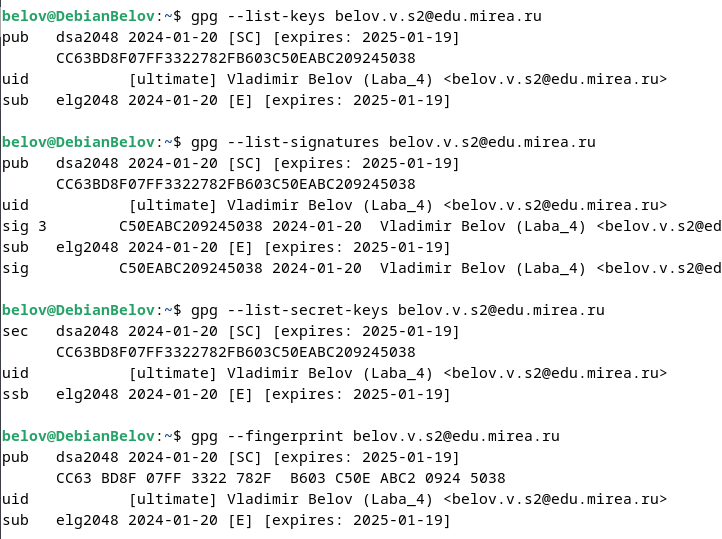 belov@DebianBelov:~$ gpg --list-keys belov.v.s2@edu.mirea.ru
pub   dsa2048 2024-01-20 [SC] [expires: 2025-01-19]
      CC63BD8F07FF3322782FB603C50EABC209245038
uid           [ultimate] Vladimir Belov (Laba_4) <belov.v.s2@edu.mirea.ru>
sub   elg2048 2024-01-20 [E] [expires: 2025-01-19]

belov@DebianBelov:~$ gpg --list-signatures belov.v.s2@edu.mirea.ru
pub   dsa2048 2024-01-20 [SC] [expires: 2025-01-19]
      CC63BD8F07FF3322782FB603C50EABC209245038
uid           [ultimate] Vladimir Belov (Laba_4) <belov.v.s2@edu.mirea.ru>
sig 3        C50EABC209245038 2024-01-20  Vladimir Belov (Laba_4) <belov.v.s2@ed
sub   elg2048 2024-01-20 [E] [expires: 2025-01-19]
sig          C50EABC209245038 2024-01-20  Vladimir Belov (Laba_4) <belov.v.s2@ed

belov@DebianBelov:~$ gpg --list-secret-keys belov.v.s2@edu.mirea.ru
sec   dsa2048 2024-01-20 [SC] [expires: 2025-01-19]
      CC63BD8F07FF3322782FB603C50EABC209245038
uid           [ultimate] Vladimir Belov (Laba_4) <belov.v.s2@edu.mirea.ru>
ssb   elg2048 2024-01-20 [E] [expires: 2025-01-19]

belov@DebianBelov:~$ gpg --fingerprint belov.v.s2@edu.mirea.ru
pub   dsa2048 2024-01-20 [SC] [expires: 2025-01-19]
      CC63 BD8F 07FF 3322 782F  B603 C50E ABC2 0924 5038
uid           [ultimate] Vladimir Belov (Laba_4) <belov.v.s2@edu.mirea.ru>
sub   elg2048 2024-01-20 [E] [expires: 2025-01-19]